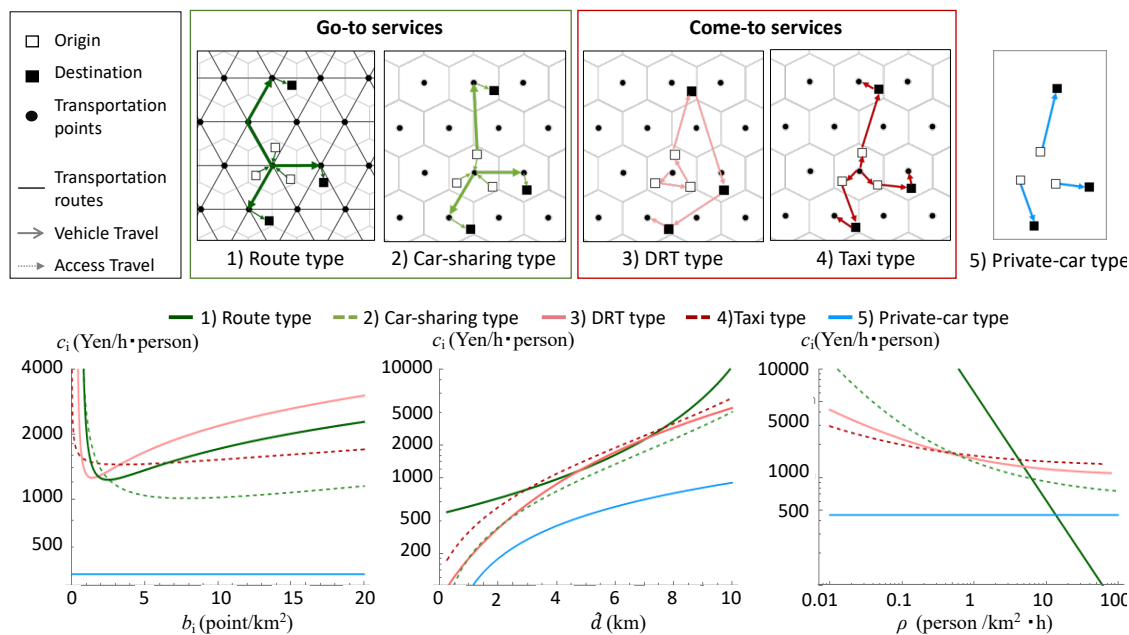 Go-to services
Come-to services
Origin
Destination
Transportation
points
Transportation
routes
Vehicle Travel
Access Travel
1) Route type
2) Car-sharing type
3) DRT type
4) Taxi type
5) Private-car type
1) Route type
2) Car-sharing type
3) DRT type
4)Taxi type
5) Private-car type
c_i (Yen/h・person)
4000
2000
1000
500
0
5
10
15
20
b_i (point/km²)
c_i (Yen/h・person)
10000
5000
2000
1000
500
200
0
2
4
6
8
10
d̂ (km)
c_i(Yen/h・person)
10000
5000
1000
500
0.01
0.1
1
10
100
ρ (person /km²・h)